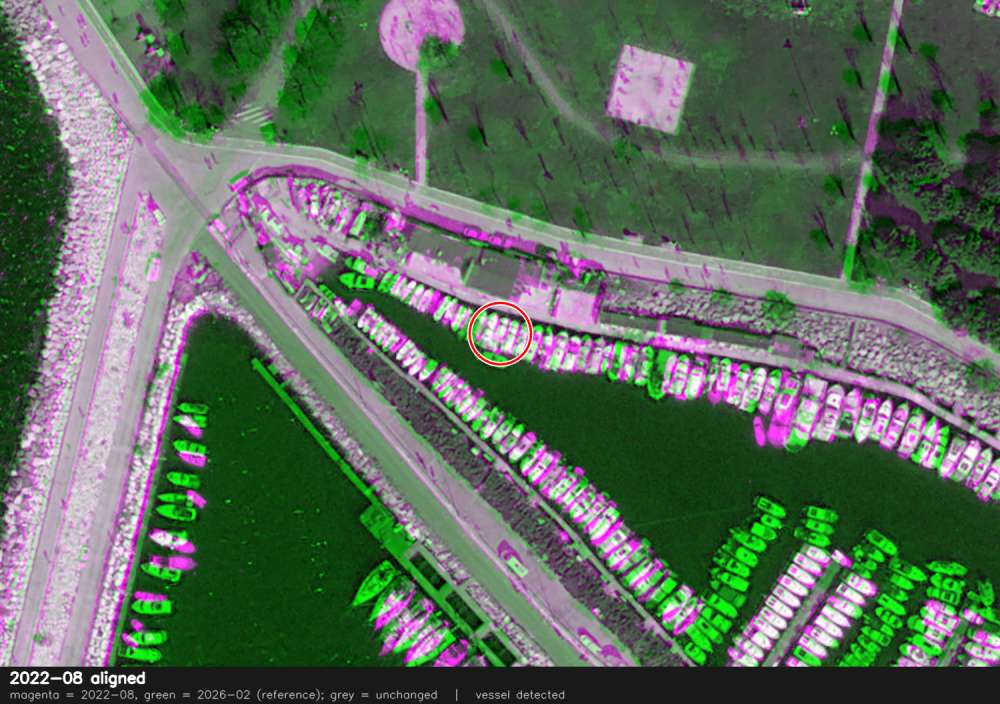 2022-08 aligned
magenta = 2022-08, green = 2026-02 (reference); grey = unchanged | vessel detected